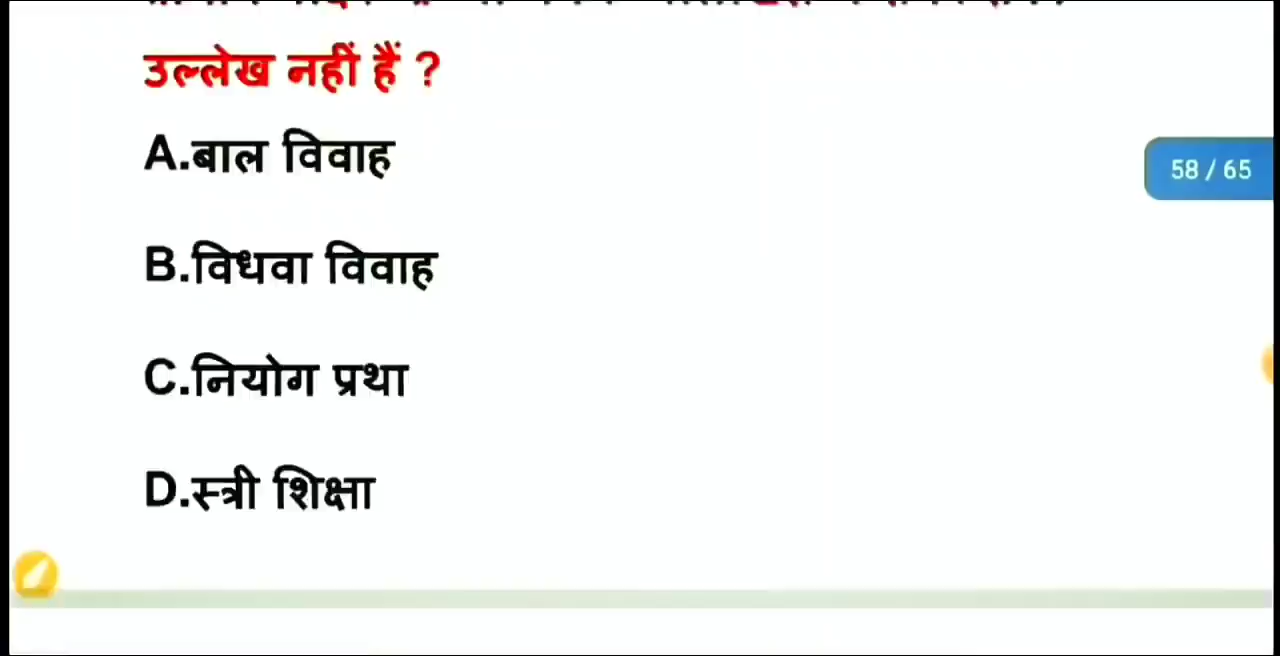 उल्लेख नहीं हैं ?
A.बाल विवाह
58 / 65
B.विधवा विवाह
C.नियोग प्रथा
D.स्त्री शिक्षा